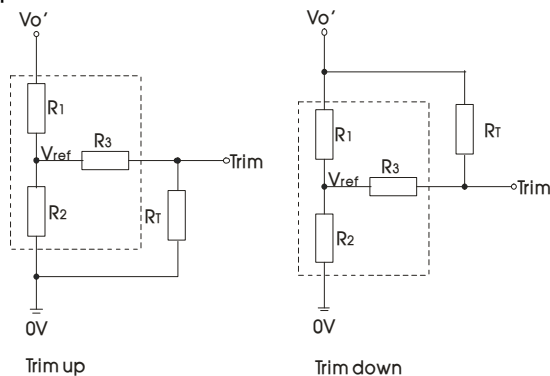 Vo′
R1
Vref
R3
Trim
R2
RT
0V
Trim up
Vo′
R1
RT
Vref
R3
Trim
R2
0V
Trim down